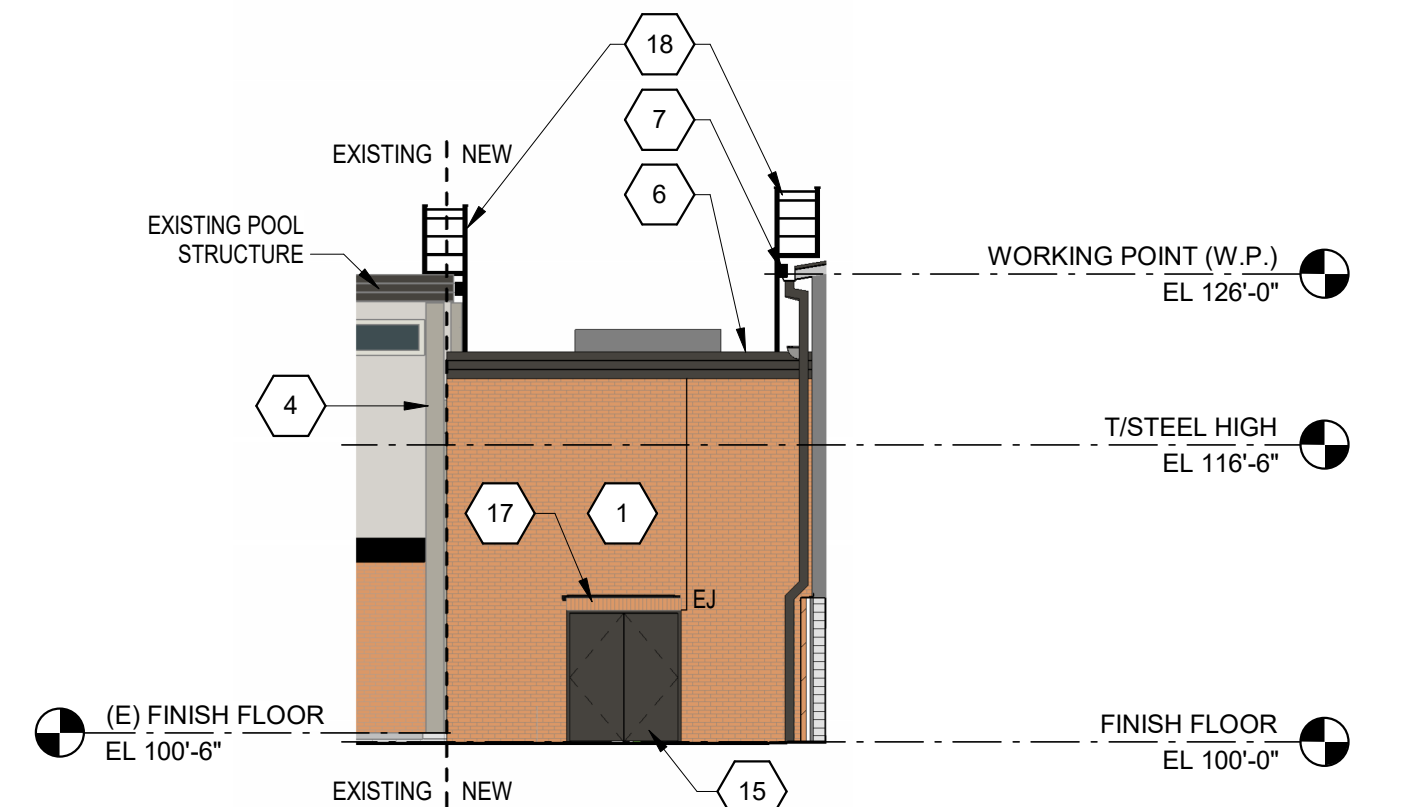 18
7
EXISTING NEW
6
EXISTING POOL
STRUCTURE
WORKING POINT (W.P.)
EL 126'-0"
4
T/STEEL HIGH
EL 116'-6"
17
1
EJ
(E) FINISH FLOOR
EL 100'-6"
FINISH FLOOR
EL 100'-0"
EXISTING NEW
15